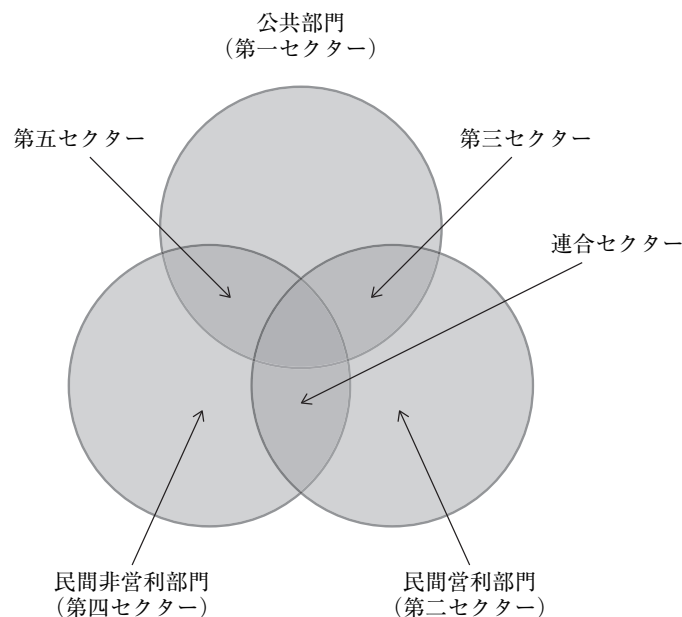 公共部門
（第一セクター）
第五セクター
第三セクター
連合セクター
民間非営利部門
（第四セクター）
民間営利部門
（第二セクター）